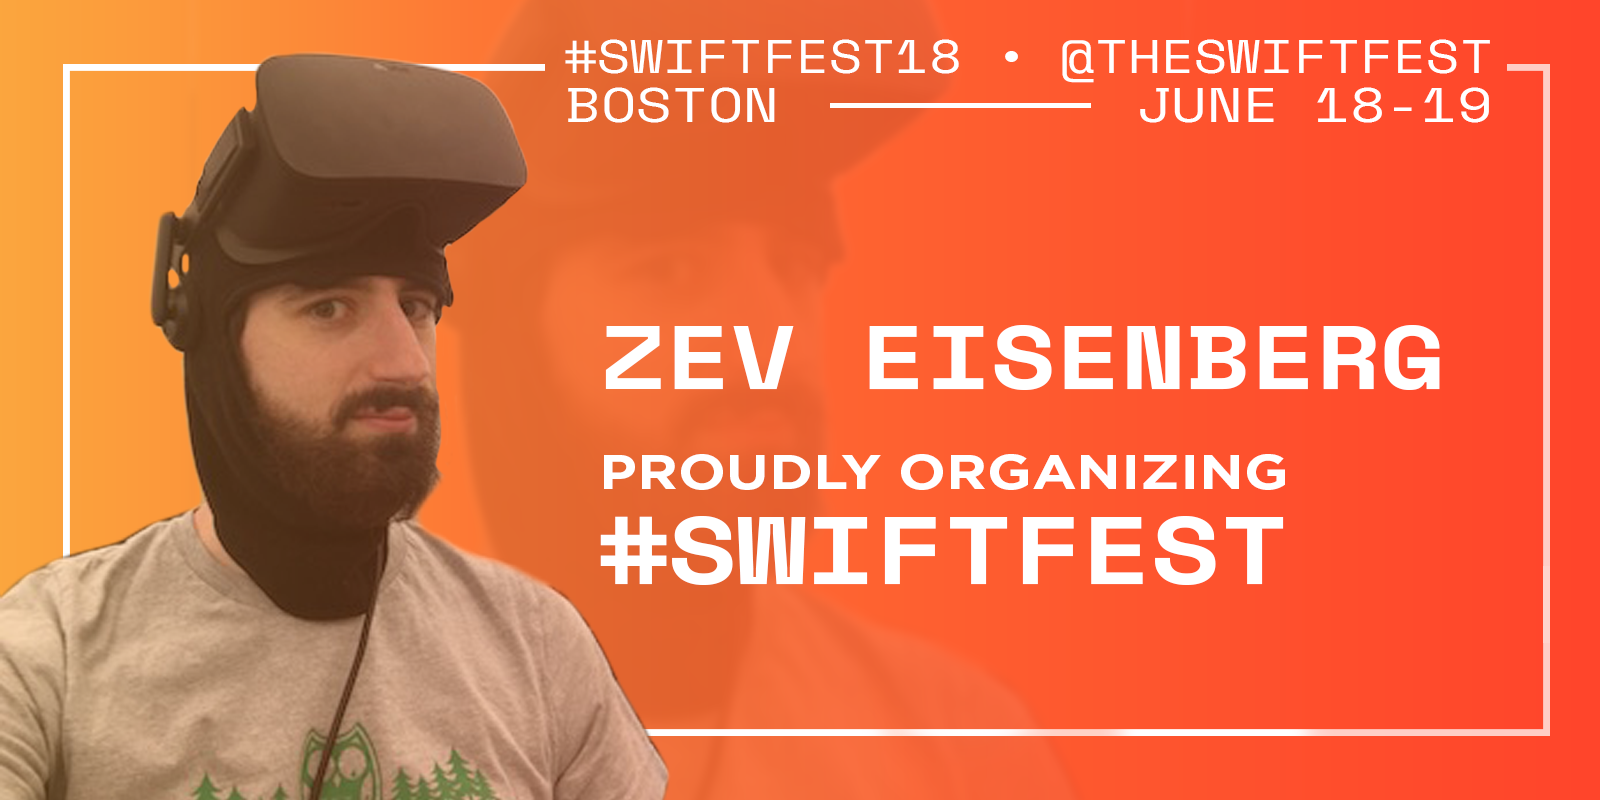 #SWIFTFEST18 • @THESWIFTFEST
BOSTON JUNE 18-19
ZEV EISENBERG
PROUDLY ORGANIZING
#SWIFTFEST